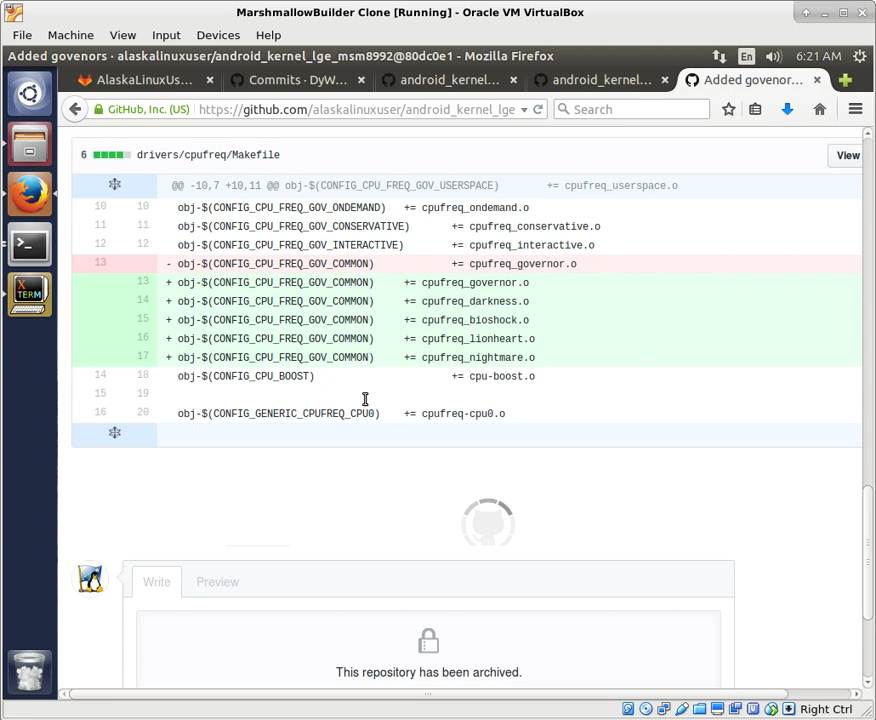 MarshmallowBuilder Clone [Running] - Oracle VM VirtualBox
File Machine View Input Devices Help
Added govenors · alaskalinuxuser/android_kernel_lge_msm8992@80dc0e1 - Mozilla Firefox En 6:21 AM
AlaskaLinuxUs... × Commits · DyW... × android_kernel... × android_kernel... × Added govenor... ×
GitHub, Inc. (US) https://github.com/alaskalinuxuser/android_kernel_lge Search
6 drivers/cpufreq/Makefile View
@@ -10,7 +10,11 @@ obj-$(CONFIG_CPU_FREQ_GOV_USERSPACE) += cpufreq_userspace.o
10 10 obj-$(CONFIG_CPU_FREQ_GOV_ONDEMAND) += cpufreq_ondemand.o
11 11 obj-$(CONFIG_CPU_FREQ_GOV_CONSERVATIVE) += cpufreq_conservative.o
12 12 obj-$(CONFIG_CPU_FREQ_GOV_INTERACTIVE) += cpufreq_interactive.o
13 - obj-$(CONFIG_CPU_FREQ_GOV_COMMON) += cpufreq_governor.o
13 + obj-$(CONFIG_CPU_FREQ_GOV_COMMON) += cpufreq_governor.o
14 + obj-$(CONFIG_CPU_FREQ_GOV_COMMON) += cpufreq_darkness.o
15 + obj-$(CONFIG_CPU_FREQ_GOV_COMMON) += cpufreq_bioshock.o
16 + obj-$(CONFIG_CPU_FREQ_GOV_COMMON) += cpufreq_lionheart.o
17 + obj-$(CONFIG_CPU_FREQ_GOV_COMMON) += cpufreq_nightmare.o
14 18 obj-$(CONFIG_CPU_BOOST) += cpu-boost.o
15 19
16 20 obj-$(CONFIG_GENERIC_CPUFREQ_CPU0) += cpufreq-cpu0.o
X TERM
Write Preview
This repository has been archived.
Right Ctrl